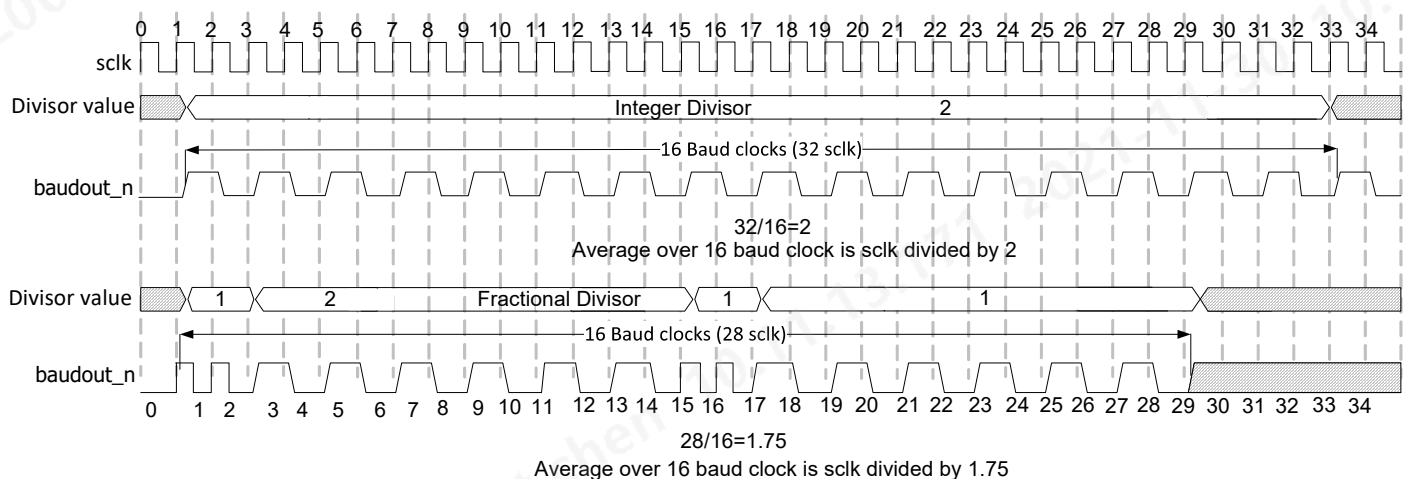 0 1 2 3 4 5 6 7 8 9 10 11 12 13 14 15 16 17 18 19 20 21 22 23 24 25 26 27 28 29 30 31 32 33 34
sclk
Divisor value Integer Divisor 2
16 Baud clocks (32 sclk)
baudout_n
32/16=2
Average over 16 baud clock is sclk divided by 2
Divisor value 1 2 Fractional Divisor 1 1
16 Baud clocks (28 sclk)
baudout_n
0 1 2 3 4 5 6 7 8 9 10 11 12 13 14 15 16 17 18 19 20 21 22 23 24 25 26 27 28 29 30 31 32 33 34
28/16=1.75
Average over 16 baud clock is sclk divided by 1.75